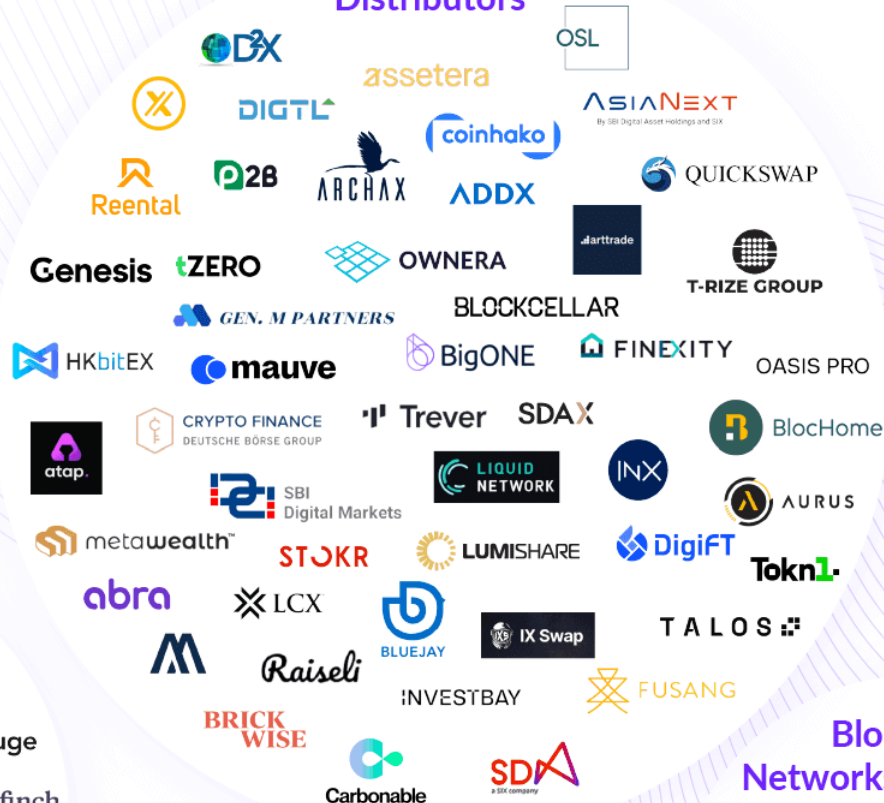 Distributors
D2X
OSL
assetera
DIGTL
ASIANEXT
By SBI Digital Asset Holdings and SIX
coinhako
Reental
P2B
ARCHAX
ADDX
QUICKSWAP
arttrade
Genesis
tZERO
OWNERA
T-RIZE GROUP
GEN. M PARTNERS
BLOCKCELLAR
HKbitEX
mauve
BigONE
FINEXITY
OASIS PRO
CRYPTO FINANCE
DEUTSCHE BÖRSE GROUP
Trever
SDAX
BlocHome
atap.
SBI
Digital Markets
LIQUID
NETWORK
INX
AURUS
metawealth™
STOKR
LUMISHARE
DigiFT
Tokn1.
abra
LCX
BLUEJAY
IXS
IX Swap
TALOS
Raiseli
INVESTBAY
FUSANG
BRICK
WISE
Carbonable
SDX
a SIX company
uge
finch
Blo
Network